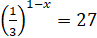 (1/3)^{1−x} = 27